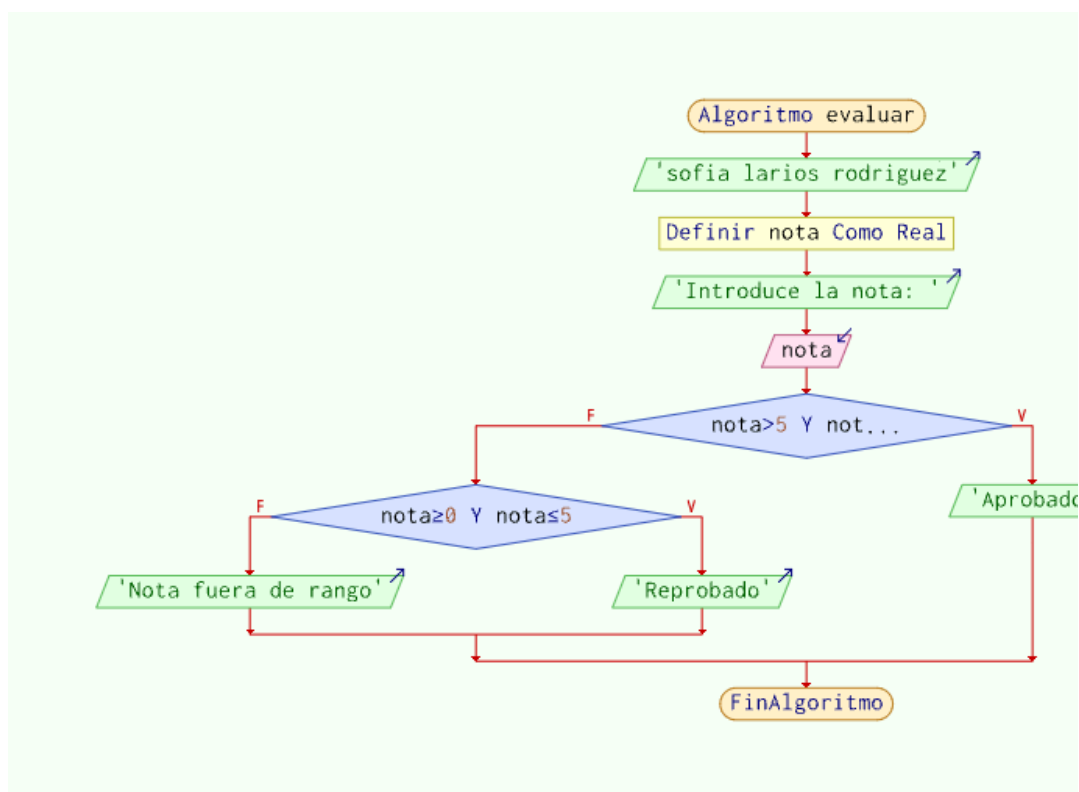 Algoritmo evaluar
'sofia larios rodriguez'
Definir nota Como Real
'Introduce la nota: '
nota
F
nota>5 Y not...
V
'Aprobado
F
nota≥0 Y nota≤5
V
'Nota fuera de rango'
'Reprobado'
FinAlgoritmo